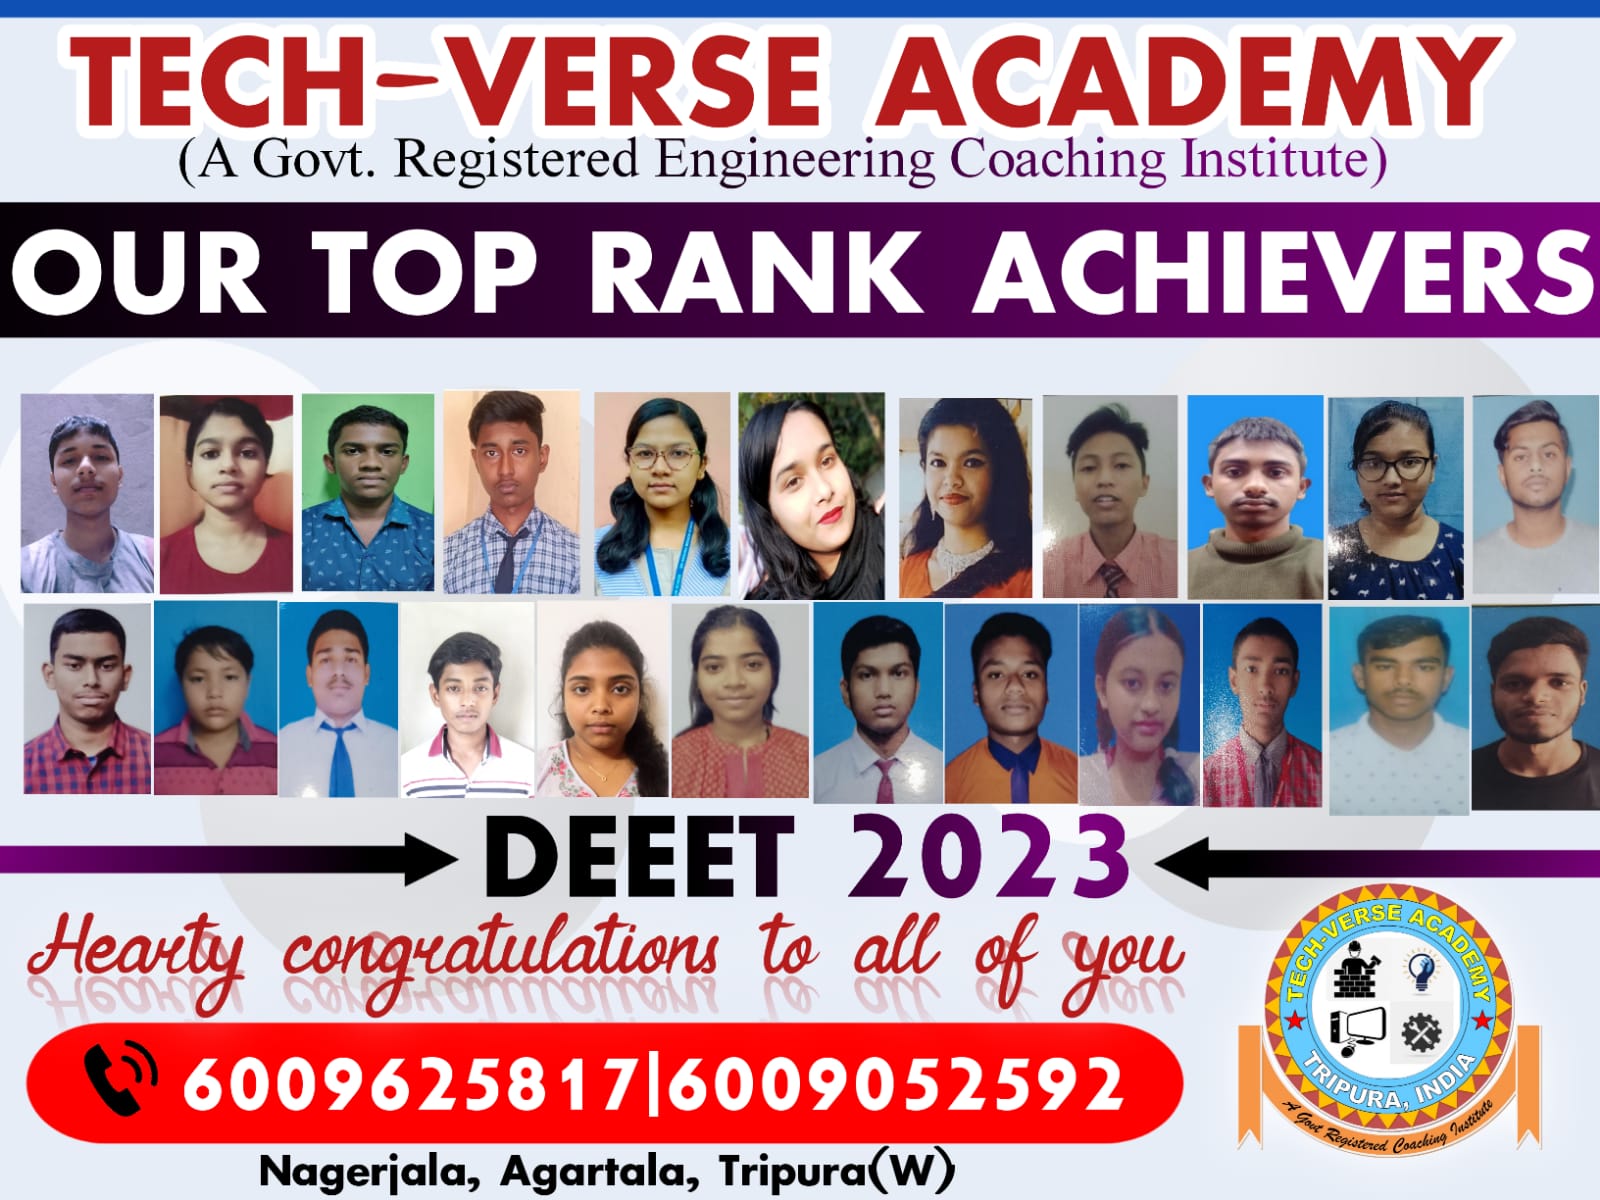 TECH-VERSE ACADEMY
(A Govt. Registered Engineering Coaching Institute)
OUR TOP RANK ACHIEVERS
DEEET 2023
Hearty congratulations to all of you
6009625817|6009052592
Nagerjala, Agartala, Tripura(W)
TECH-VERSE ACADEMY
TRIPURA, INDIA
A Govt Registered Coaching Institute